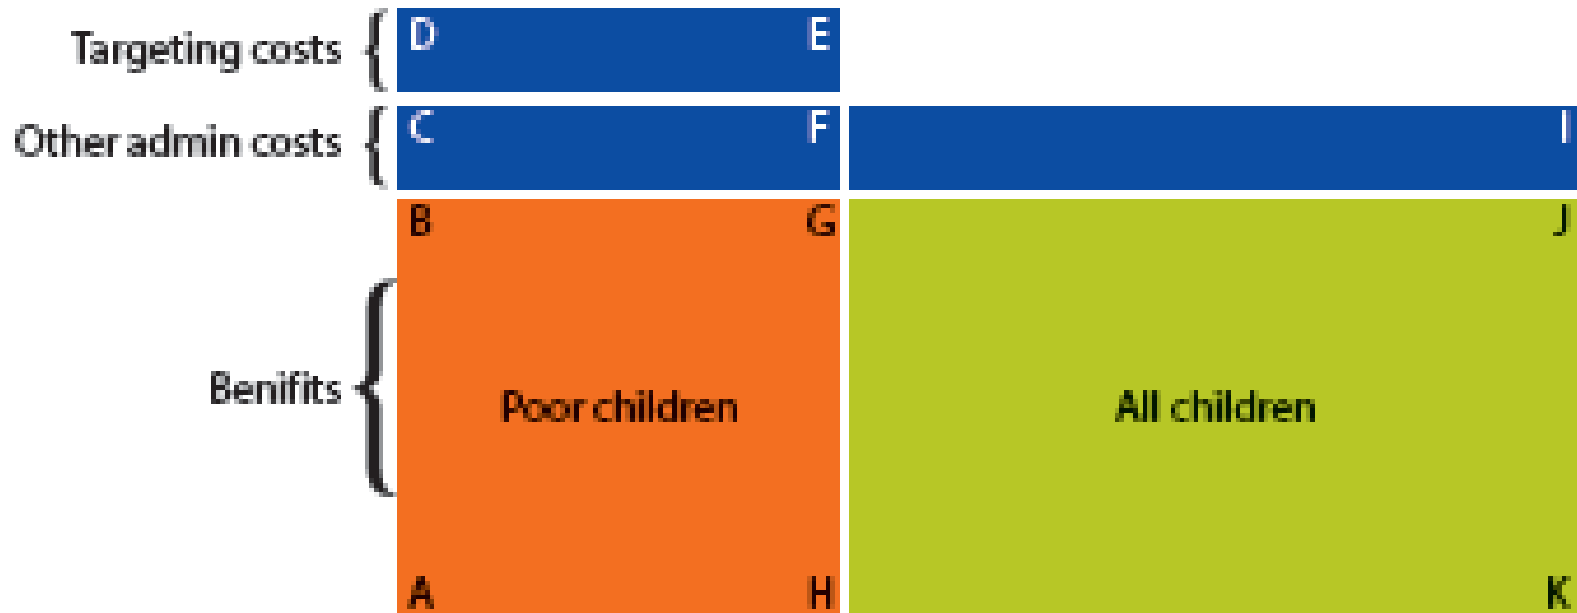 Targeting costs D E
Other admin costs C F I
B G J
Benifits Poor children All children
A H K